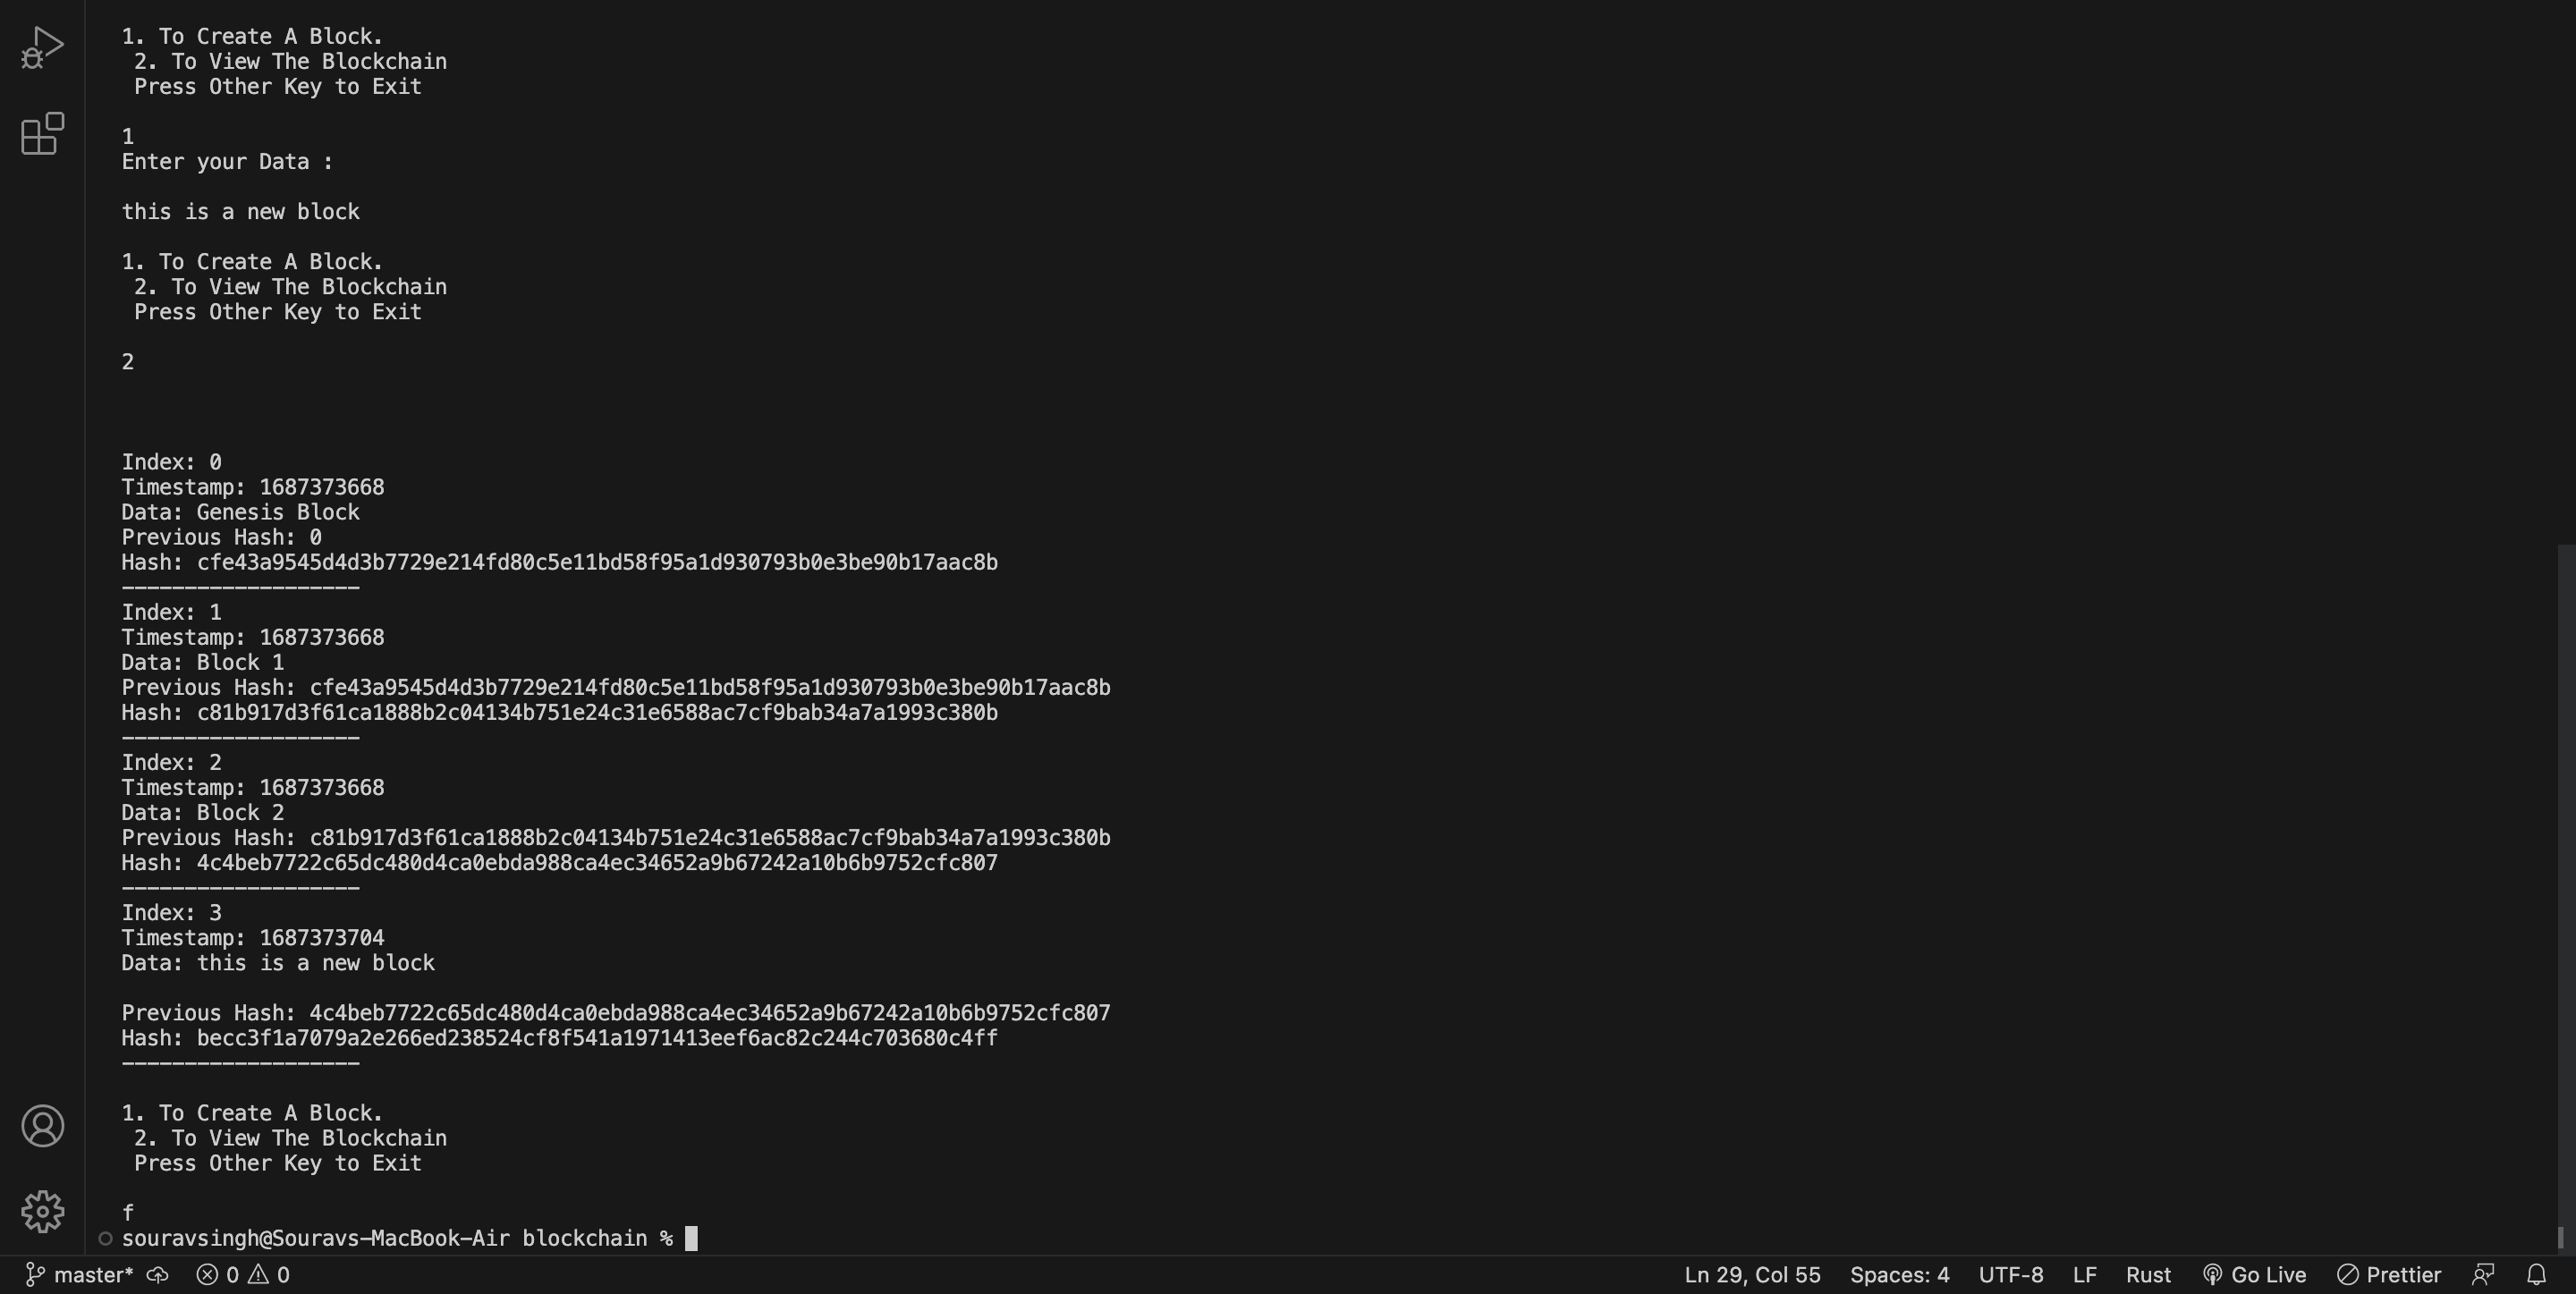 1. To Create A Block.
2. To View The Blockchain
Press Other Key to Exit
1
Enter your Data :
this is a new block
1. To Create A Block.
2. To View The Blockchain
Press Other Key to Exit
2
Index: 0
Timestamp: 1687373668
Data: Genesis Block
Previous Hash: 0
Hash: cfe43a9545d4d3b7729e214fd80c5e11bd58f95a1d930793b0e3be90b17aac8b
-------------------
Index: 1
Timestamp: 1687373668
Data: Block 1
Previous Hash: cfe43a9545d4d3b7729e214fd80c5e11bd58f95a1d930793b0e3be90b17aac8b
Hash: c81b917d3f61ca1888b2c04134b751e24c31e6588ac7cf9bab34a7a1993c380b
-------------------
Index: 2
Timestamp: 1687373668
Data: Block 2
Previous Hash: c81b917d3f61ca1888b2c04134b751e24c31e6588ac7cf9bab34a7a1993c380b
Hash: 4c4beb7722c65dc480d4ca0ebda988ca4ec34652a9b67242a10b6b9752cfc807
-------------------
Index: 3
Timestamp: 1687373704
Data: this is a new block
Previous Hash: 4c4beb7722c65dc480d4ca0ebda988ca4ec34652a9b67242a10b6b9752cfc807
Hash: becc3f1a7079a2e266ed238524cf8f541a1971413eef6ac82c244c703680c4ff
-------------------
1. To Create A Block.
2. To View The Blockchain
Press Other Key to Exit
f
souravsingh@Souravs-MacBook-Air blockchain %
master* 0 0 Ln 29, Col 55 Spaces: 4 UTF-8 LF Rust Go Live Prettier